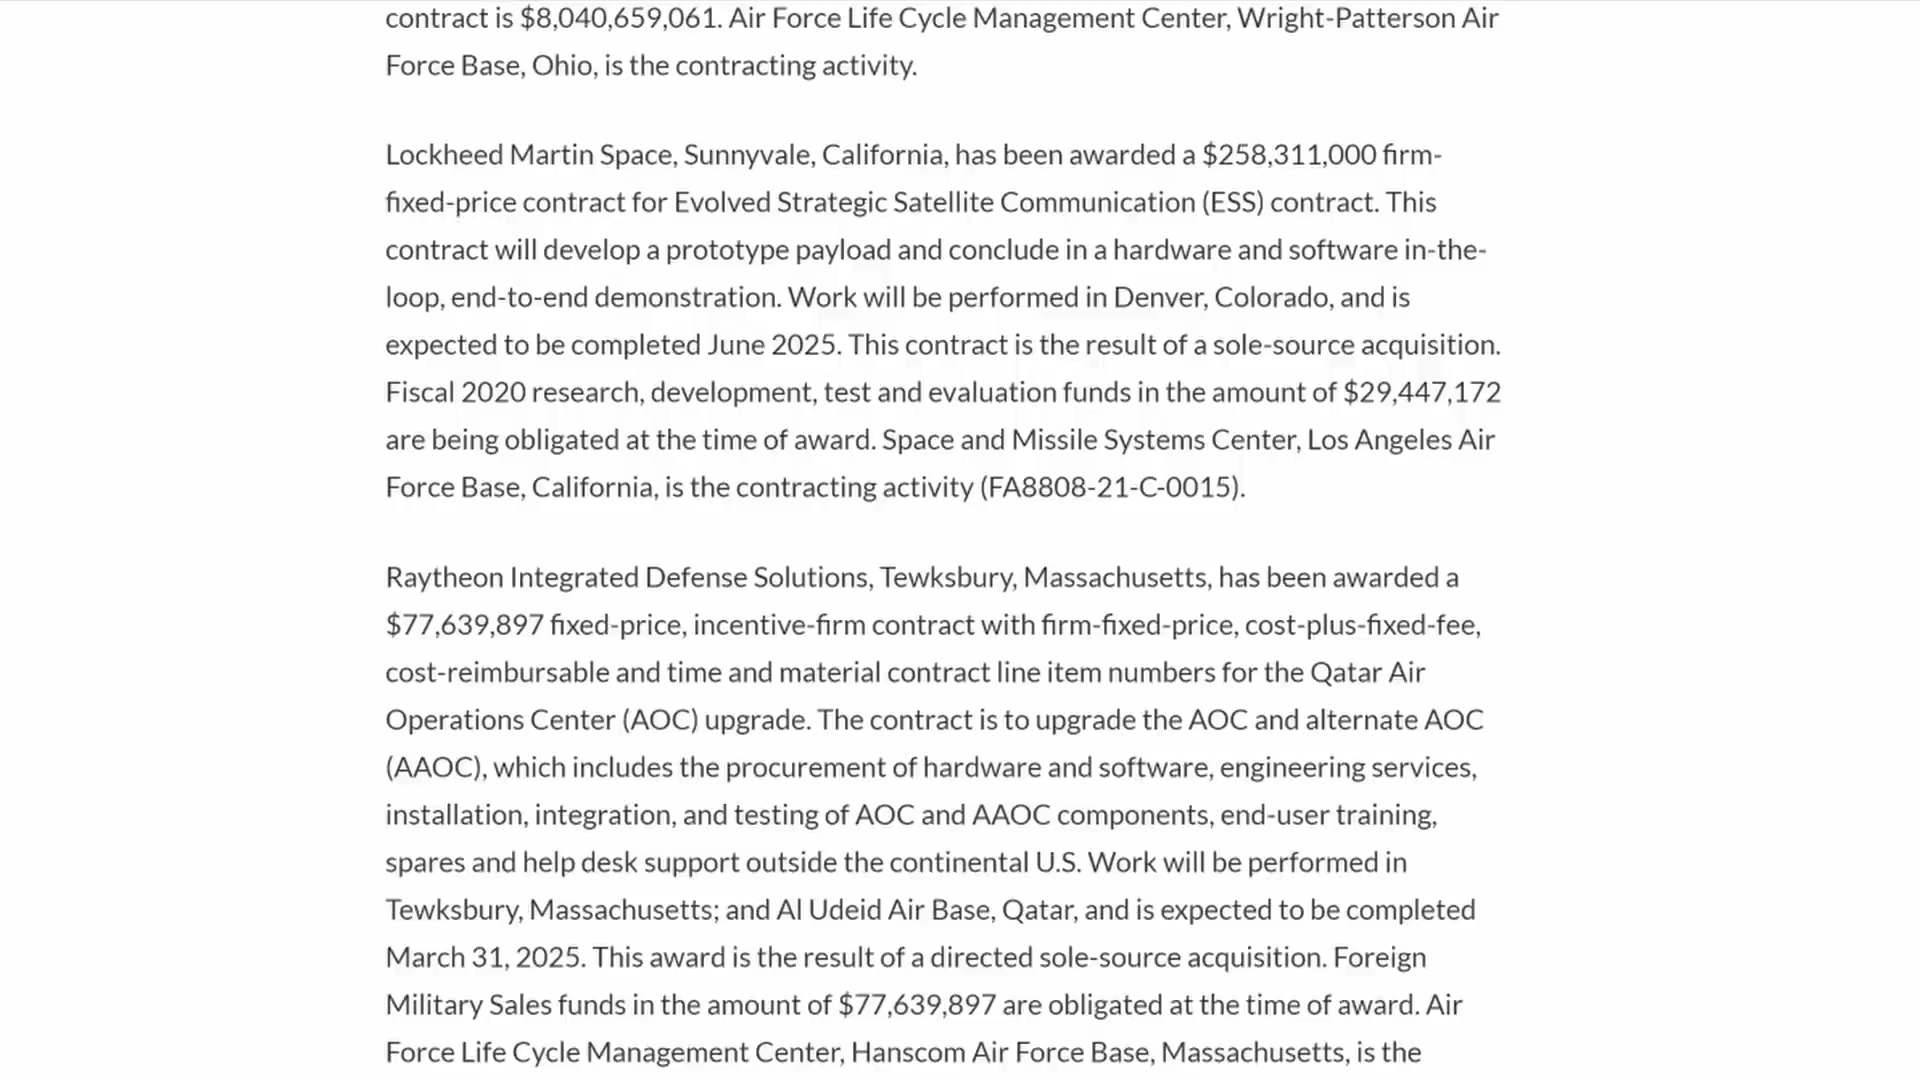 contract is $8,040,659,061. Air Force Life Cycle Management Center, Wright-Patterson Air
Force Base, Ohio, is the contracting activity.
Lockheed Martin Space, Sunnyvale, California, has been awarded a $258,311,000 firm-
fixed-price contract for Evolved Strategic Satellite Communication (ESS) contract. This
contract will develop a prototype payload and conclude in a hardware and software in-the-
loop, end-to-end demonstration. Work will be performed in Denver, Colorado, and is
expected to be completed June 2025. This contract is the result of a sole-source acquisition.
Fiscal 2020 research, development, test and evaluation funds in the amount of $29,447,172
are being obligated at the time of award. Space and Missile Systems Center, Los Angeles Air
Force Base, California, is the contracting activity (FA8808-21-C-0015).
Raytheon Integrated Defense Solutions, Tewksbury, Massachusetts, has been awarded a
$77,639,897 fixed-price, incentive-firm contract with firm-fixed-price, cost-plus-fixed-fee,
cost-reimbursable and time and material contract line item numbers for the Qatar Air
Operations Center (AOC) upgrade. The contract is to upgrade the AOC and alternate AOC
(AAOC), which includes the procurement of hardware and software, engineering services,
installation, integration, and testing of AOC and AAOC components, end-user training,
spares and help desk support outside the continental U.S. Work will be performed in
Tewksbury, Massachusetts; and Al Udeid Air Base, Qatar, and is expected to be completed
March 31, 2025. This award is the result of a directed sole-source acquisition. Foreign
Military Sales funds in the amount of $77,639,897 are obligated at the time of award. Air
Force Life Cycle Management Center, Hanscom Air Force Base, Massachusetts, is the